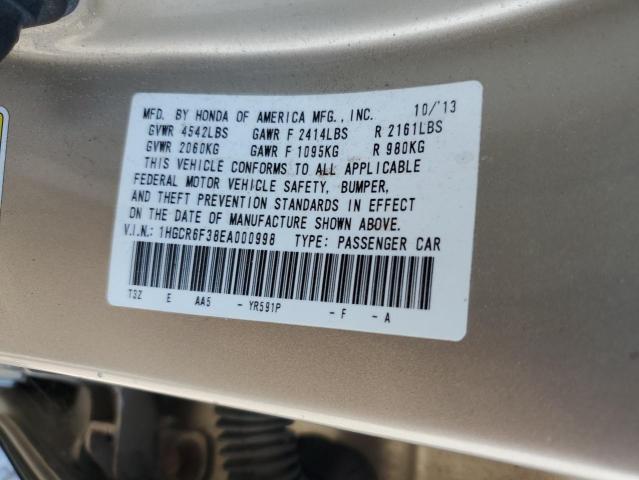 MFD. BY HONDA OF AMERICA MFG., INC. 10/'13
GVWR 4542LBS GAWR F 2414LBS R 2161LBS
GVWR 2060KG GAWR F 1095KG R 980KG
THIS VEHICLE CONFORMS TO ALL APPLICABLE
FEDERAL MOTOR VEHICLE SAFETY, BUMPER,
AND THEFT PREVENTION STANDARDS IN EFFECT
ON THE DATE OF MANUFACTURE SHOWN ABOVE.
V.I.N.: 1HGCR6F38EA000998 TYPE: PASSENGER CAR
T3Z E AA5 - YR591P - F - A